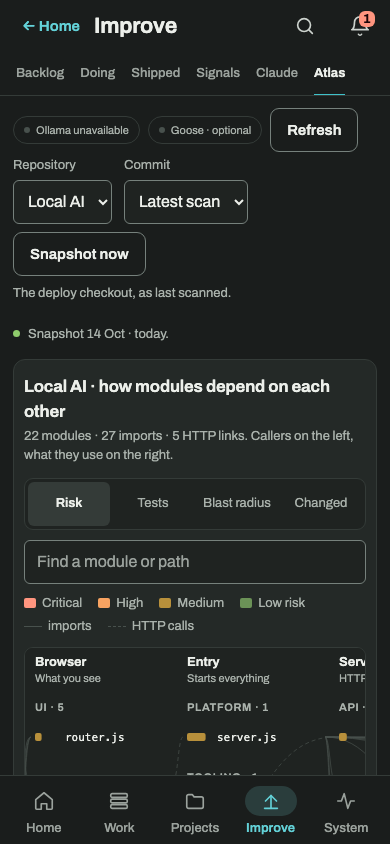 ← Home Improve 1
Backlog Doing Shipped Signals Claude Atlas
Ollama unavailable Goose · optional Refresh
Repository Commit
Local AI Latest scan
Snapshot now
The deploy checkout, as last scanned.
Snapshot 14 Oct · today.
Local AI · how modules depend on each
other
22 modules · 27 imports · 5 HTTP links. Callers on the left,
what they use on the right.
Risk Tests Blast radius Changed
Find a module or path
Critical High Medium Low risk
imports HTTP calls
Browser Entry
What you see Starts everything HTTP
UI · 5 PLATFORM · 1 API ·
router.js server.js
Home Work Projects Improve System